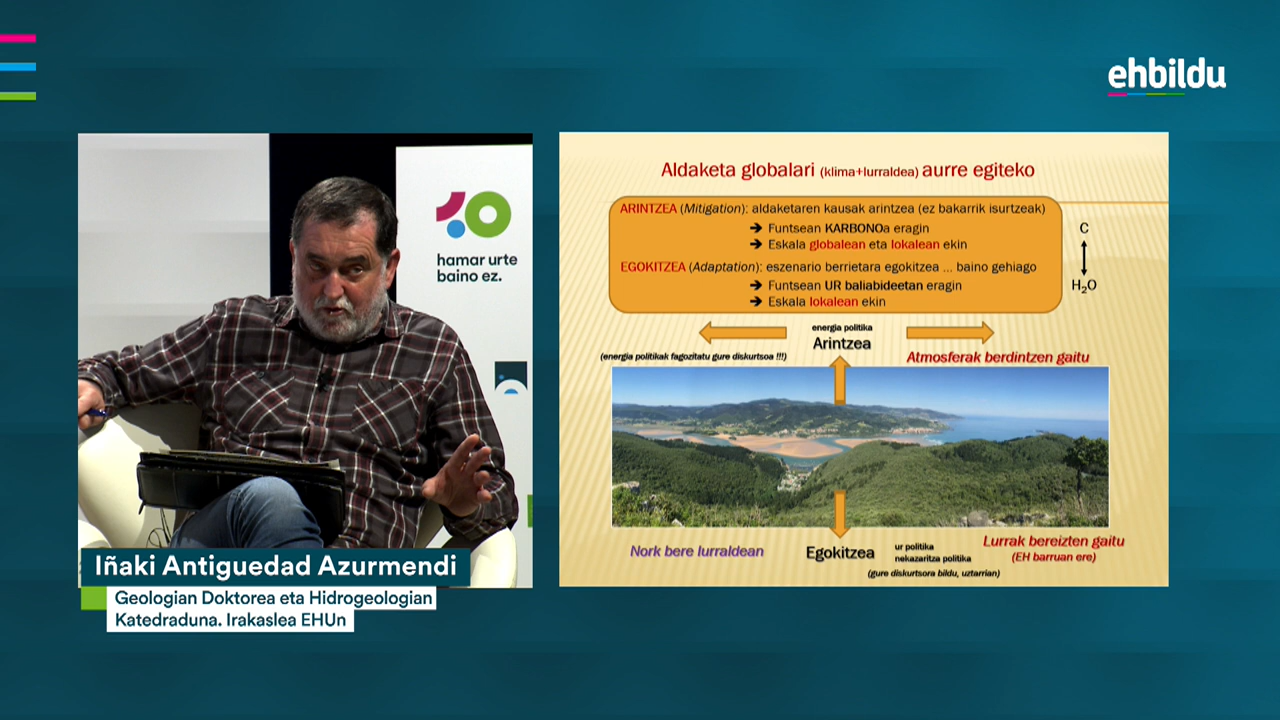 ehbildu
hamar urte
baino ez.
Iñaki Antiguedad Azurmendi
Geologian Doktorea eta Hidrogeologian
Katedraduna. Irakaslea EHUn
Aldaketa globalari (klima+lurraldea) aurre egiteko
ARINTZEA (Mitigation): aldaketaren kausak arintzea (ez bakarrik isurtzeak)
➔ Funtsean KARBONOa eragin
➔ Eskala globalean eta lokalean ekin
EGOKITZEA (Adaptation): eszenario berrietara egokitzea ... baino gehiago
➔ Funtsean UR baliabideetan eragin
➔ Eskala lokalean ekin
C
H₂O
energia politika
Arintzea
(energia politikak fagozitatu gure diskurtsoa !!!)
Atmosferak berdintzen gaitu
Nork bere lurraldean
Egokitzea
ur politika
nekazaritza politika
(gure diskurtsora bildu, uztarrian)
Lurrak bereizten gaitu
(EH barruan ere)